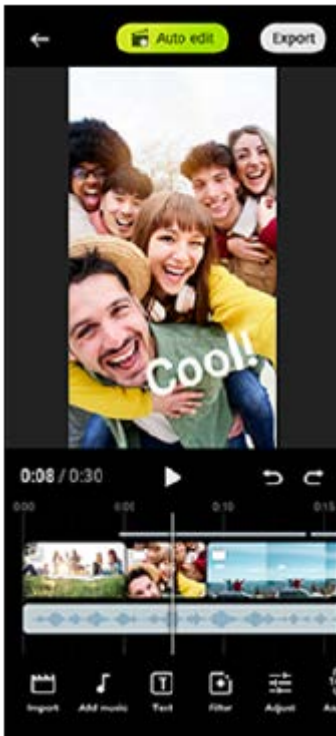 Auto edit
Export
Cool!
0:08 / 0:30
0:00
0:10
0:15
Import
Add music
Text
Filter
Adjust